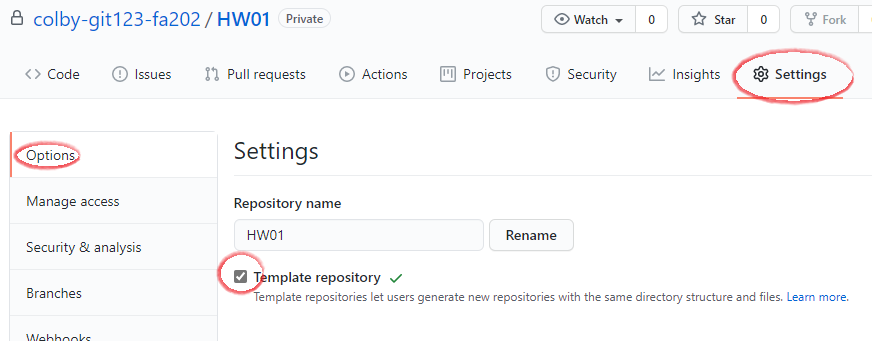 colby-git123-fa202 / HW01 Private Watch 0 Star 0 Fork
Code Issues Pull requests Actions Projects Security Insights Settings
Options
Settings
Manage access
Repository name
Security & analysis
HW01 Rename
Template repository
Branches
Template repositories let users generate new repositories with the same directory structure and files. Learn more.
Webhooks